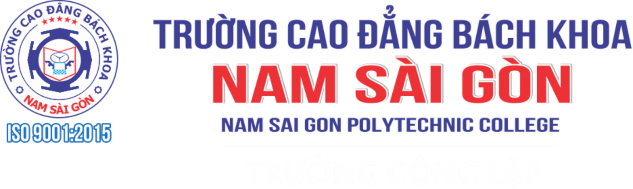 TRƯỜNG CAO ĐẲNG BÁCH KHOA
NAM SÀI GÒN
ISO 9001:2015
TRƯỜNG CAO ĐẲNG BÁCH KHOA
NAM SÀI GÒN
NAM SAI GON POLYTECHNIC COLLEGE